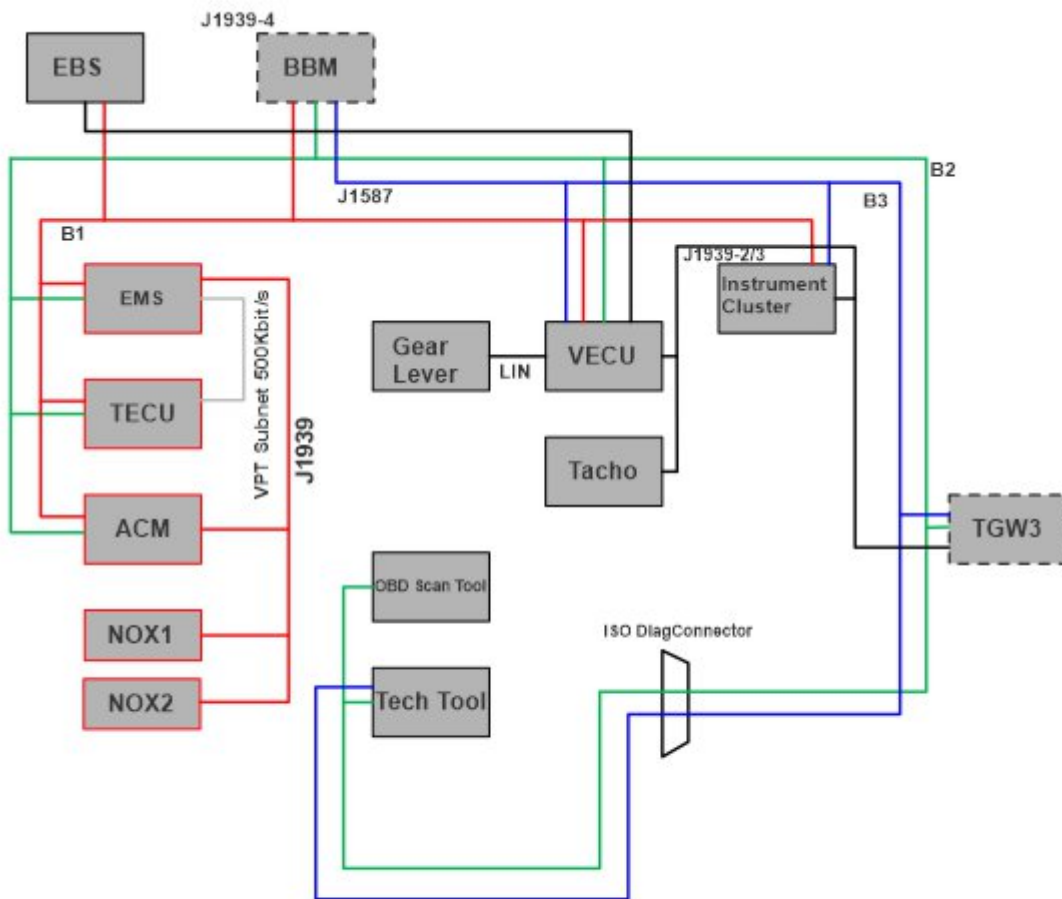 J1939-4
EBS
BBM
B2
J1587
B3
B1
J1939-2/3
EMS
Instrument
Cluster
VPT Subnet 500Kbit/s
J1939
Gear
Lever
LIN
VECU
TECU
Tacho
ACM
TGW3
OBD Scan Tool
NOX1
ISO DiagConnector
NOX2
Tech Tool